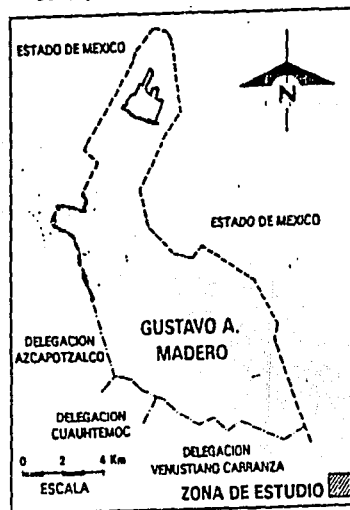 ESTADO DE MEXICO
N
ESTADO DE MEXICO
GUSTAVO A.
MADERO
DELEGACION
AZCAPOTZALCO
DELEGACION
CUAUHTEMOC
DELEGACION
VENUSTIANO CARRANZA
0 2 4 Km
ESCALA
ZONA DE ESTUDIO